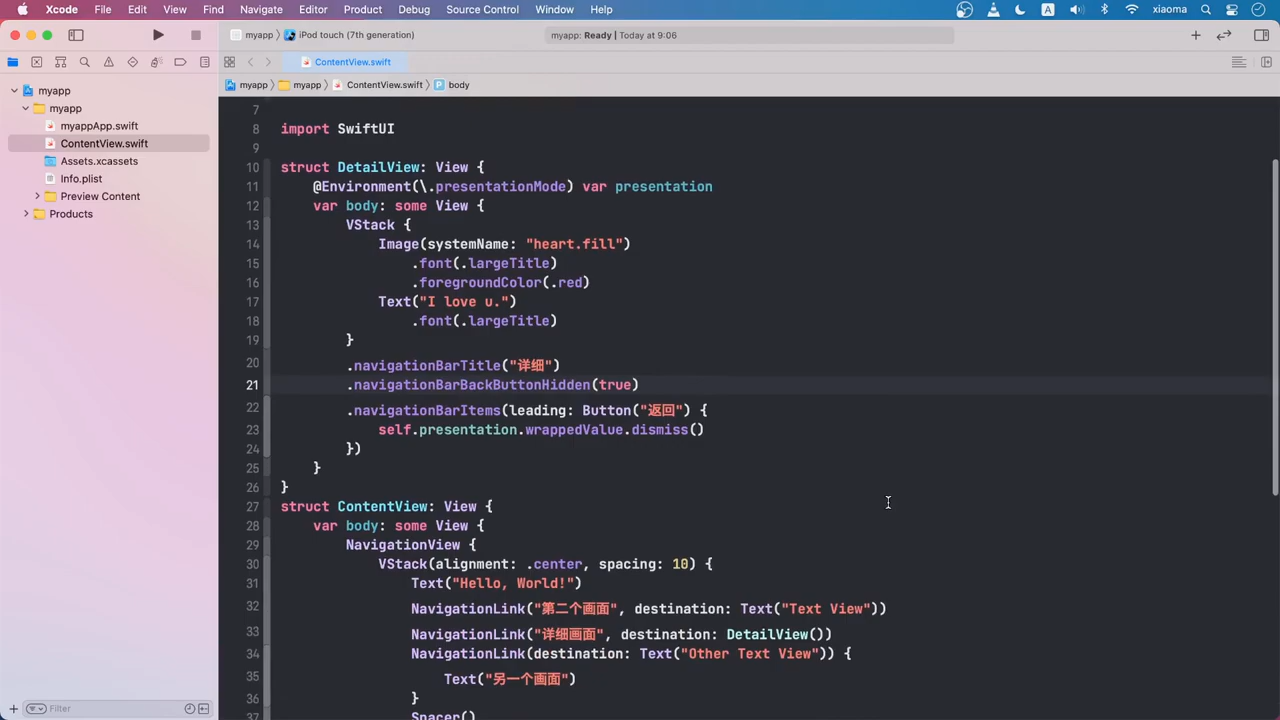 Xcode File Edit View Find Navigate Editor Product Debug Source Control Window Help A xiaoma
myapp iPod touch (7th generation) myapp: Ready | Today at 9:06
ContentView.swift
myapp myapp ContentView.swift P body
myapp
myapp
myappApp.swift
ContentView.swift
Assets.xcassets
Info.plist
Preview Content
Products
Filter
7
8 import SwiftUI
9
10 struct DetailView: View {
11 @Environment(\.presentationMode) var presentation
12 var body: some View {
13 VStack {
14 Image(systemName: "heart.fill")
15 .font(.largeTitle)
16 .foregroundColor(.red)
17 Text("I love u.")
18 .font(.largeTitle)
19 }
20 .navigationBarTitle("详细")
21 .navigationBarBackButtonHidden(true)
22 .navigationBarItems(leading: Button("返回") {
23 self.presentation.wrappedValue.dismiss()
24 })
25 }
26 }
27 struct ContentView: View {
28 var body: some View {
29 NavigationView {
30 VStack(alignment: .center, spacing: 10) {
31 Text("Hello, World!")
32 NavigationLink("第二个画面", destination: Text("Text View"))
33 NavigationLink("详细画面", destination: DetailView())
34 NavigationLink(destination: Text("Other Text View")) {
35 Text("另一个画面")
36 }
37 Spacer()